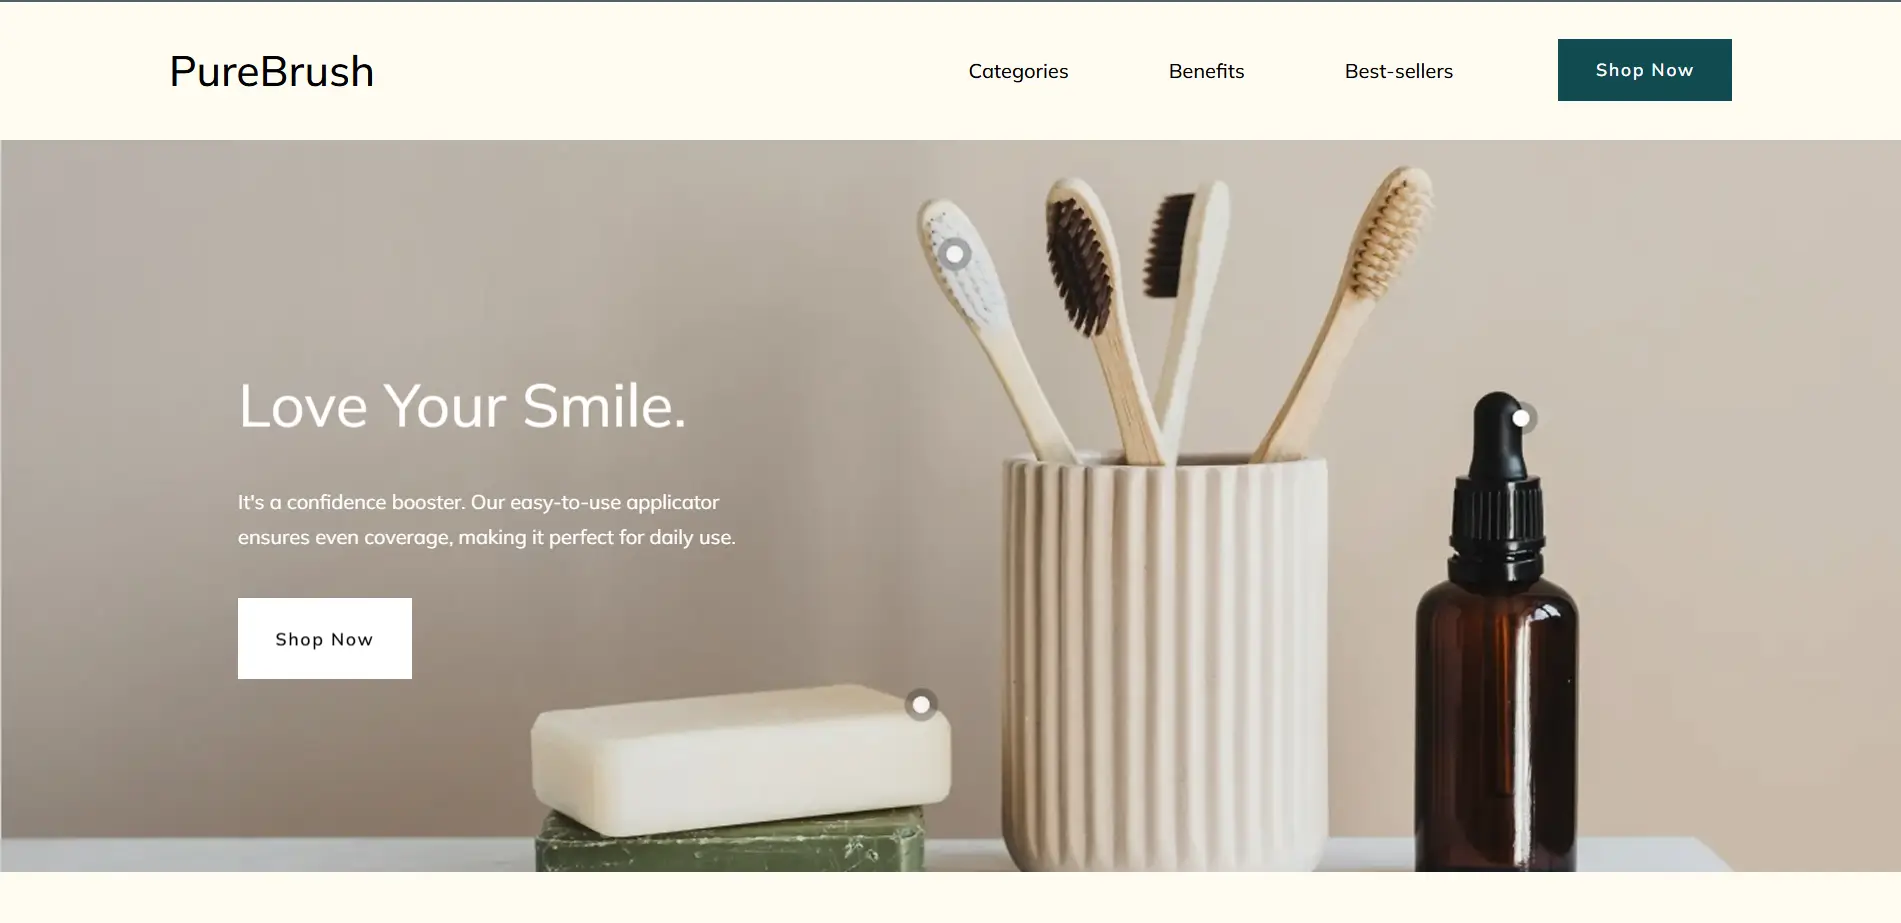 PureBrush
Categories
Benefits
Best-sellers
Shop Now
Love Your Smile.
It's a confidence booster. Our easy-to-use applicator
ensures even coverage, making it perfect for daily use.
Shop Now